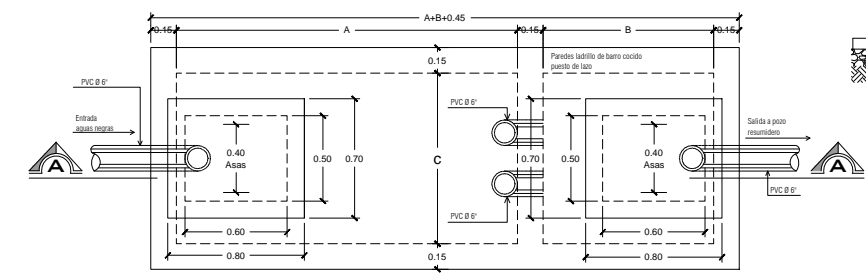 A+B+0.45
0.15
A
0.15
B
0.15
0.15
Paredes ladrillo de barro cocido
puesto de lazo
PVC Ø 6"
PVC Ø 6"
Entrada
aguas negras
Salida a pozo
resumidero
A
0.40
Asas
0.50
0.70
C
0.70
0.50
0.40
Asas
A
PVC Ø 6"
PVC Ø 6"
0.60
0.60
0.80
0.15
0.80